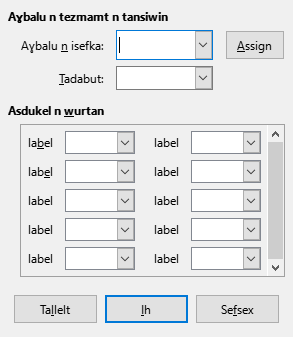 Aɣbalu n tezmamt n tansiwin
Aɣbalu n isefka:
Assign
Tadabut:
Asdukel n wurtan
label label
label label
label label
label label
label label
Tallelt Ih Sefsex